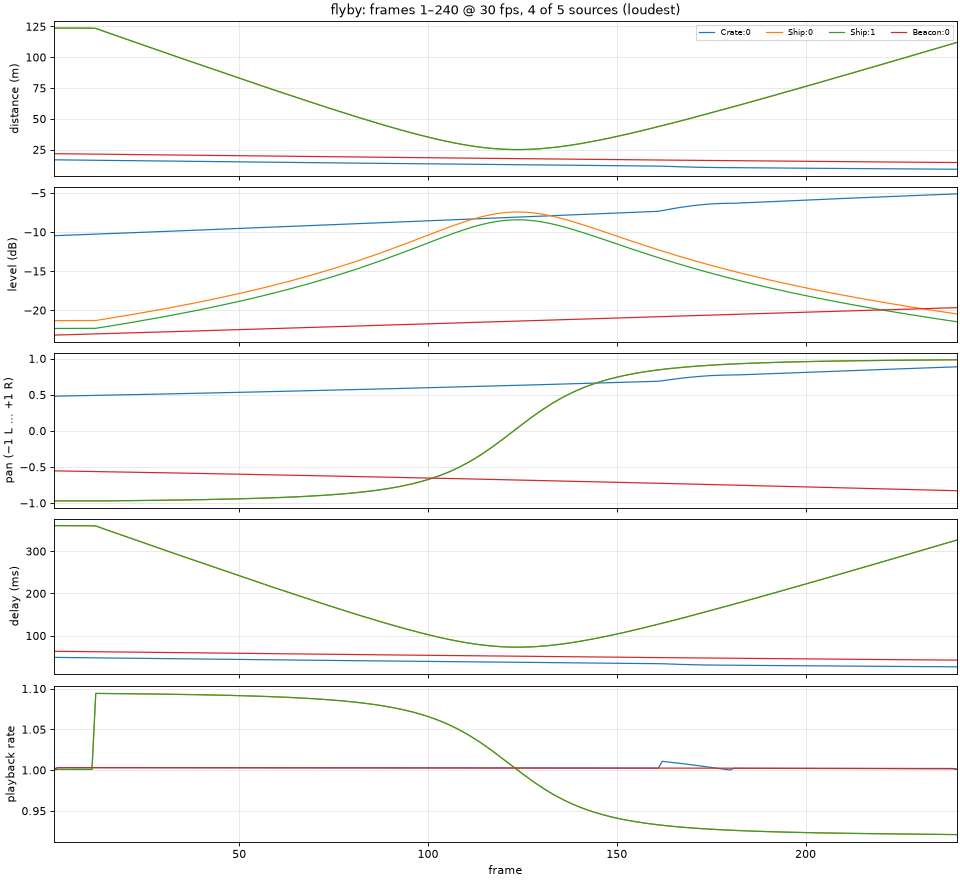 flyby: frames 1–240 @ 30 fps, 4 of 5 sources (loudest)
Crate:0 Ship:0 Ship:1 Beacon:0
distance (m)
125
100
75
50
25
level (dB)
−5
−10
−15
−20
pan (−1 L ... +1 R)
1.0
0.5
0.0
−0.5
−1.0
delay (ms)
300
200
100
playback rate
1.10
1.05
1.00
0.95
50 100 150 200
frame